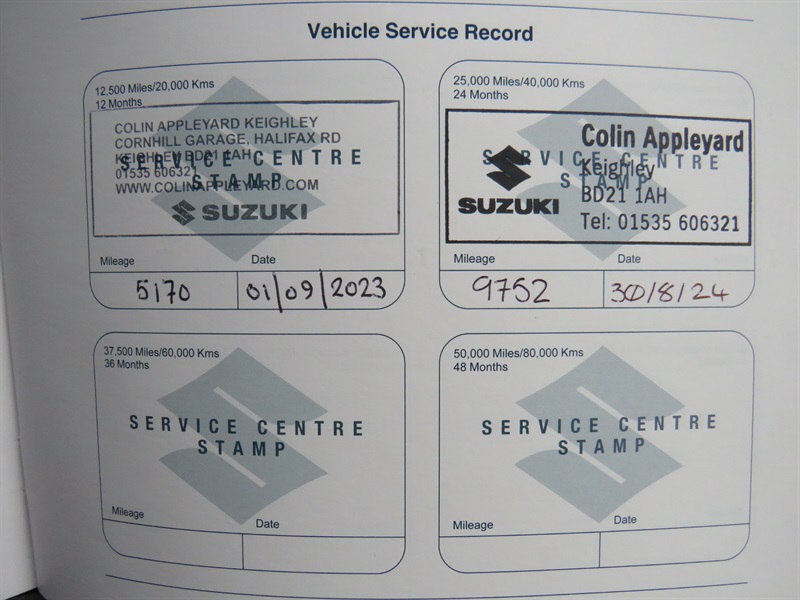 Vehicle Service Record
12,500 Miles/20,000 Kms
12 Months
COLIN APPLEYARD KEIGHLEY
CORNHILL GARAGE, HALIFAX RD
KEIGHLEY BD21 1AH
SERVICE CENTRE
01535 606321
STAMP
WWW.COLINAPPLEYARD.COM
SUZUKI
Mileage
Date
5170
01/09/2023
25,000 Miles/40,000 Kms
24 Months
Colin Appleyard
SERVICE CENTRE
Keighley
STAMP
BD21 1AH
SUZUKI
Tel: 01535 606321
Mileage
Date
9752
30/8/24
37,500 Miles/60,000 Kms
36 Months
SERVICE CENTRE
STAMP
Mileage
Date
50,000 Miles/80,000 Kms
48 Months
SERVICE CENTRE
STAMP
Mileage
Date